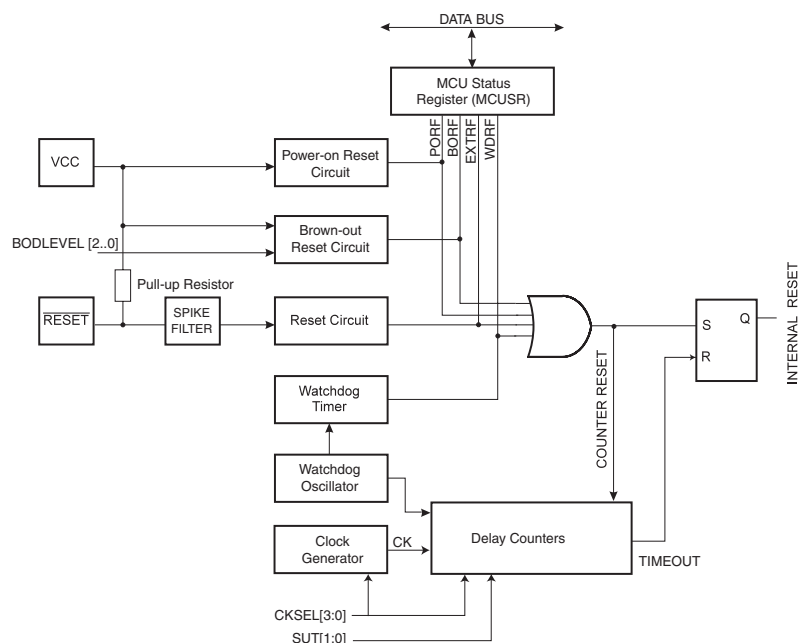 DATA BUS
MCU Status
Register (MCUSR)
PORF
BORF
EXTRF
WDRF
VCC
Power-on Reset
Circuit
BODLEVEL [2..0]
Brown-out
Reset Circuit
Pull-up Resistor
RESET
SPIKE
FILTER
Reset Circuit
S
Q
R
INTERNAL RESET
COUNTER RESET
Watchdog
Timer
Watchdog
Oscillator
Clock
Generator
CK
Delay Counters
TIMEOUT
CKSEL[3:0]
SUT[1:0]